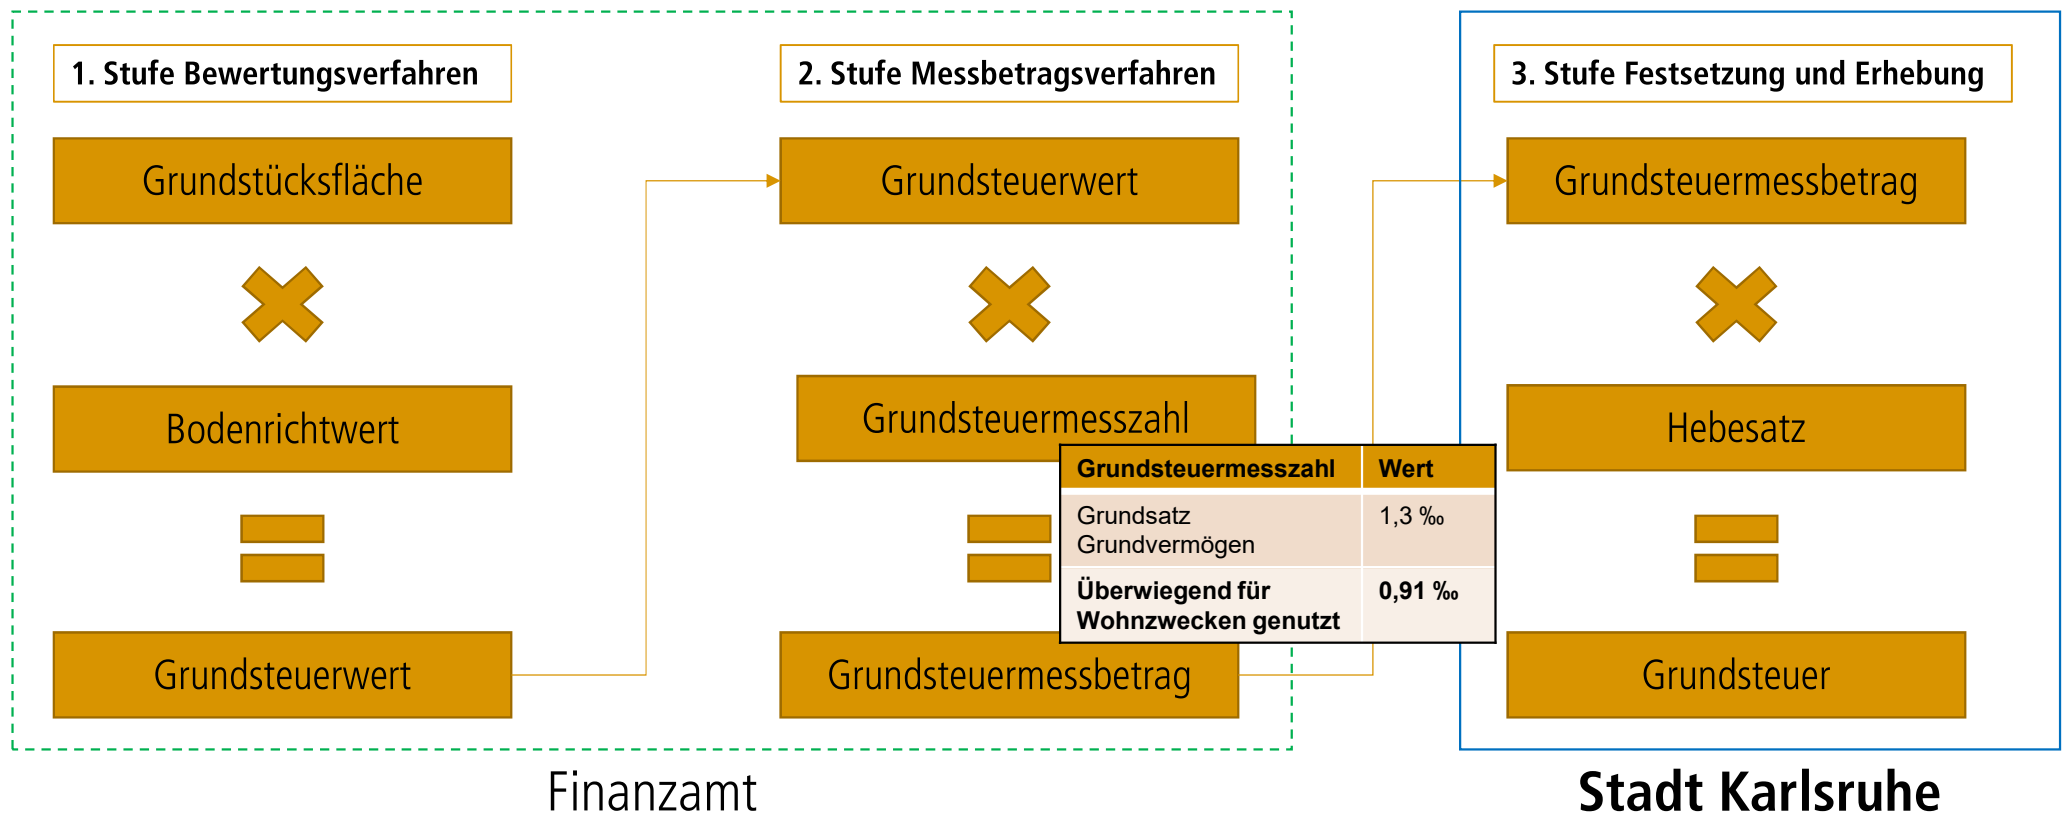 1. Stufe Bewertungsverfahren
Grundstücksfläche
Bodenrichtwert
Grundsteuerwert
2. Stufe Messbetragsverfahren
Grundsteuerwert
Grundsteuermesszahl
Grundsteuermesszahl Wert
Grundsatz 1,3 ‰
Grundvermögen
Überwiegend für 0,91 ‰
Wohnzwecken genutzt
Grundsteuermessbetrag
Finanzamt
3. Stufe Festsetzung und Erhebung
Grundsteuermessbetrag
Hebesatz
Grundsteuer
Stadt Karlsruhe